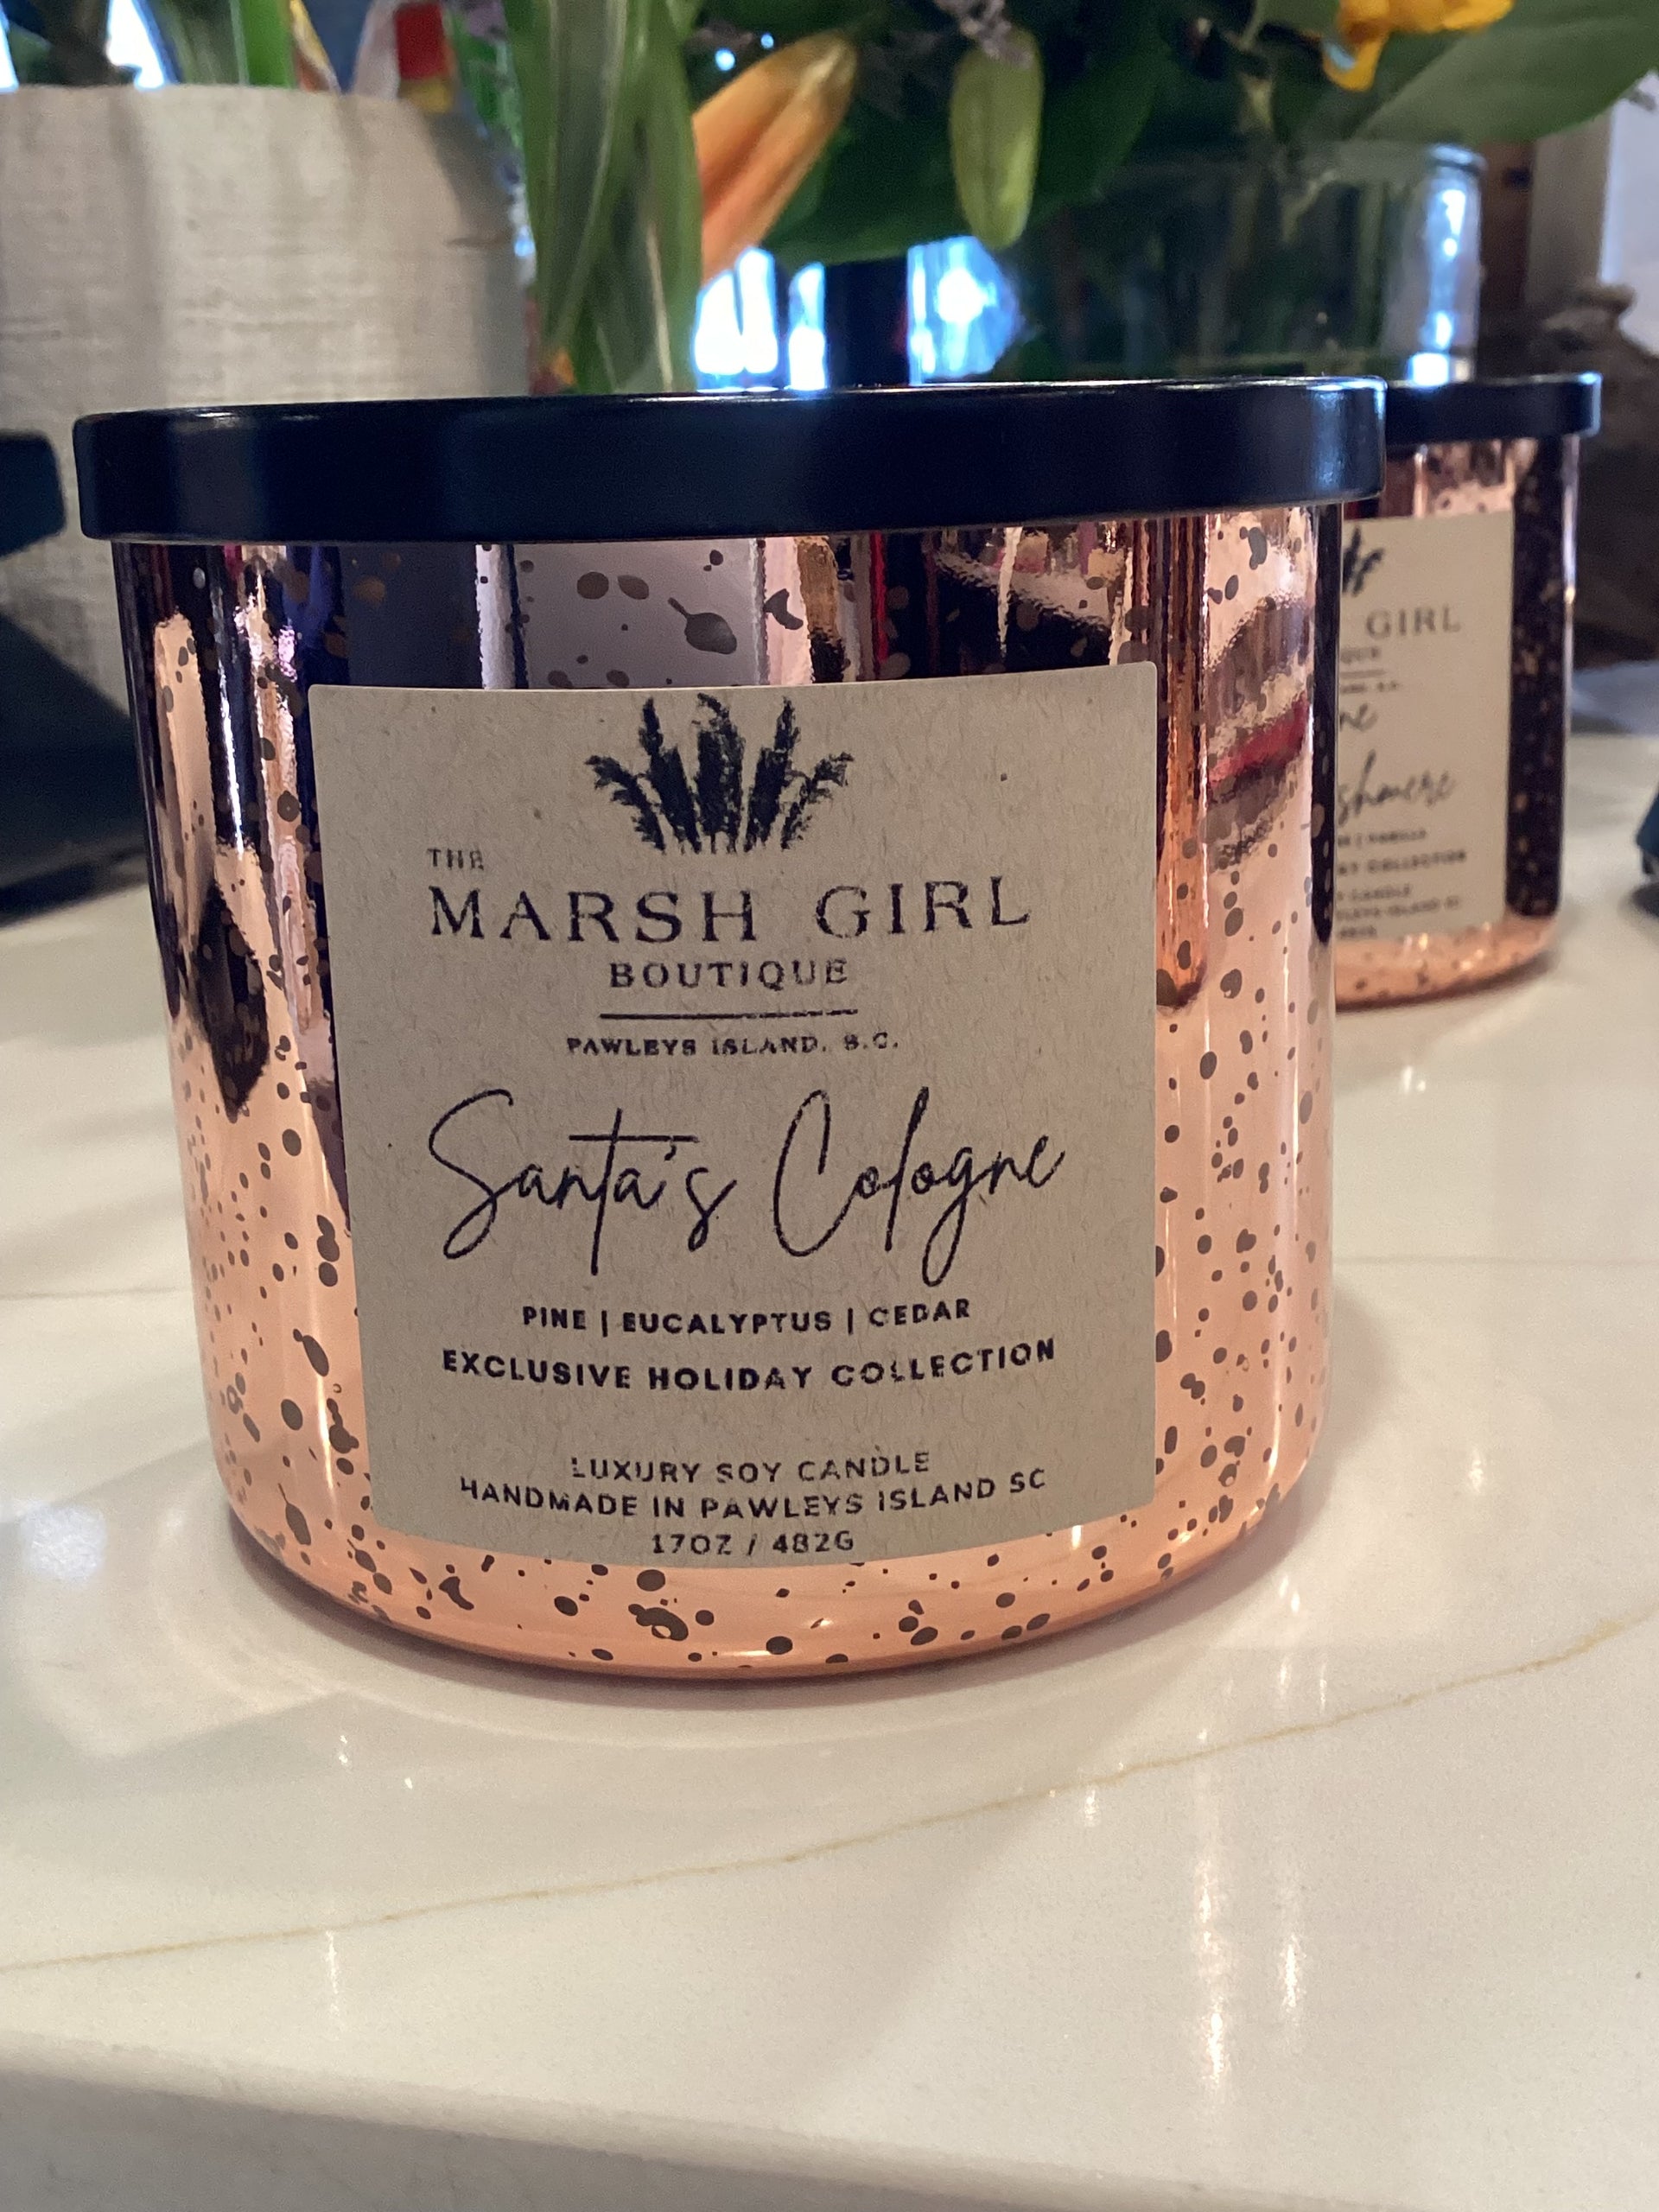 THE
MARSH GIRL
BOUTIQUE
PAWLEYS ISLAND, S.C.
Santa's Cologne
PINE | EUCALYPTUS | CEDAR
EXCLUSIVE HOLIDAY COLLECTION
LUXURY SOY CANDLE
HANDMADE IN PAWLEYS ISLAND SC
17OZ / 482G
GIRL